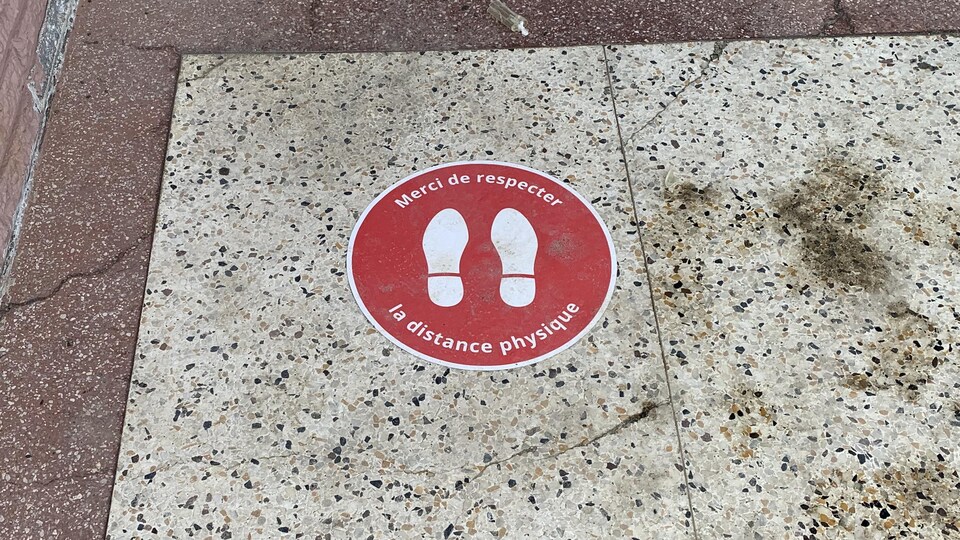 Merci de respecter
la distance physique